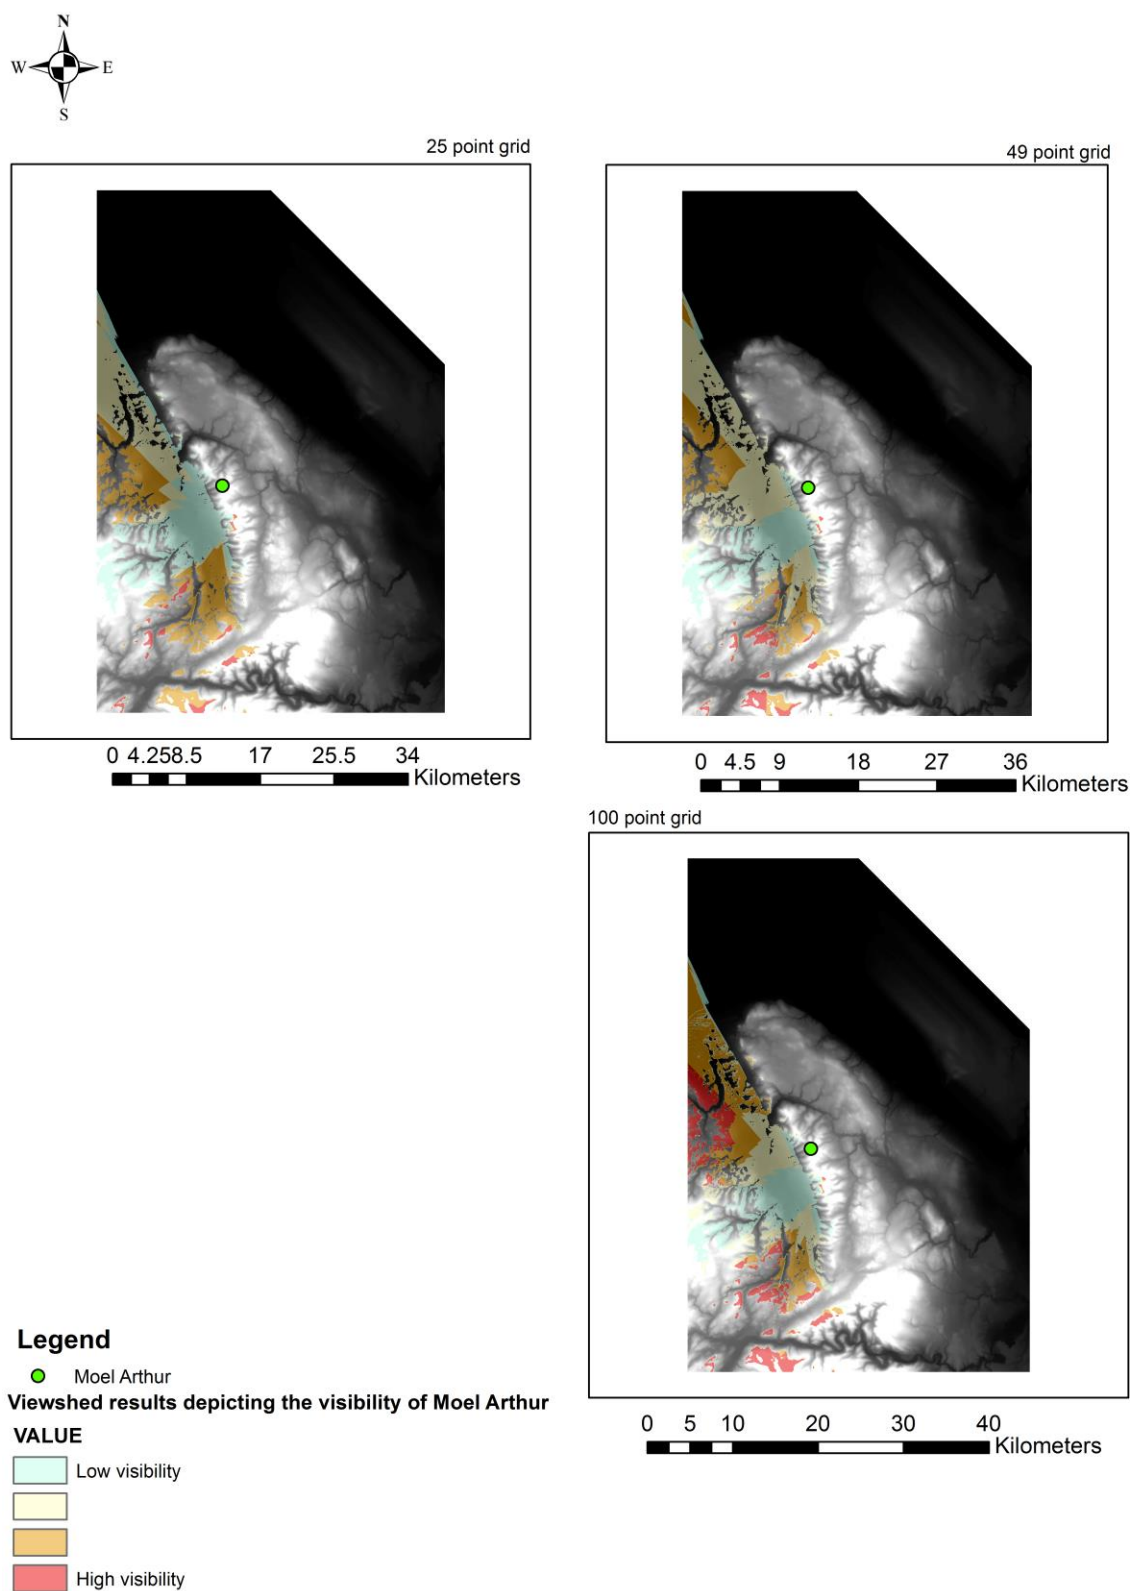 N
W E
S
25 point grid
49 point grid
0 4.258.5 17 25.5 34
Kilometers
0 4.5 9 18 27 36
Kilometers
100 point grid
0 5 10 20 30 40
Kilometers
Legend
Moel Arthur
Viewshed results depicting the visibility of Moel Arthur
VALUE
Low visibility
High visibility